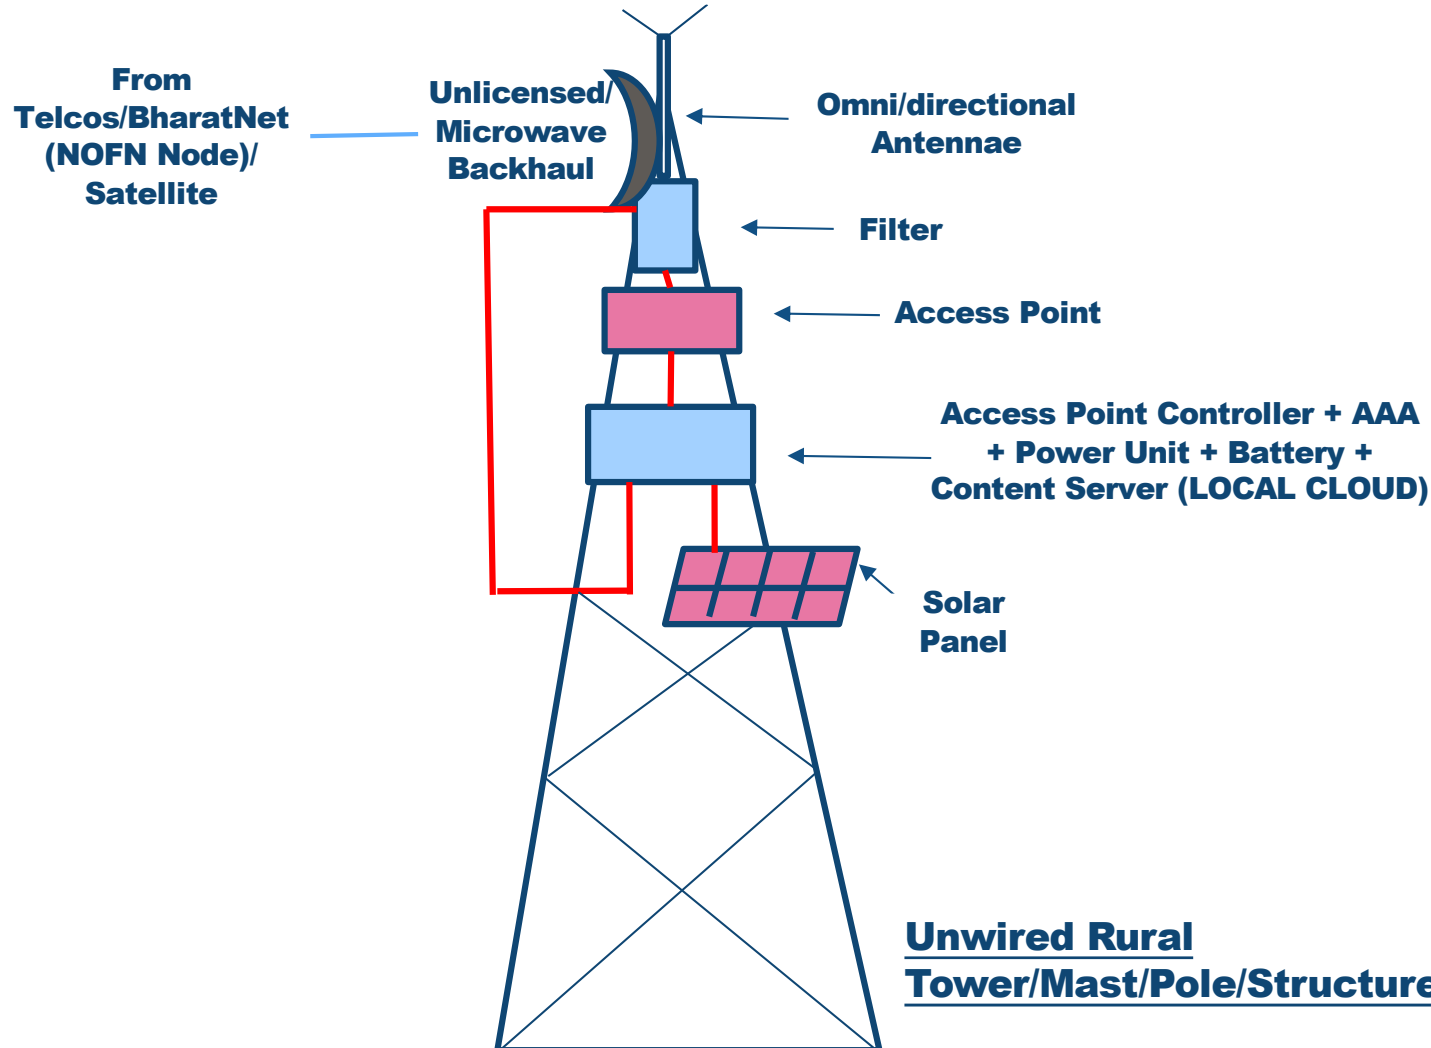 From
Telcos/BharatNet
(NOFN Node)/
Satellite
Unlicensed/
Microwave
Backhaul
Omni/directional
Antennae
Filter
Access Point
Access Point Controller + AAA
+ Power Unit + Battery +
Content Server (LOCAL CLOUD)
Solar
Panel
Unwired Rural
Tower/Mast/Pole/Structure